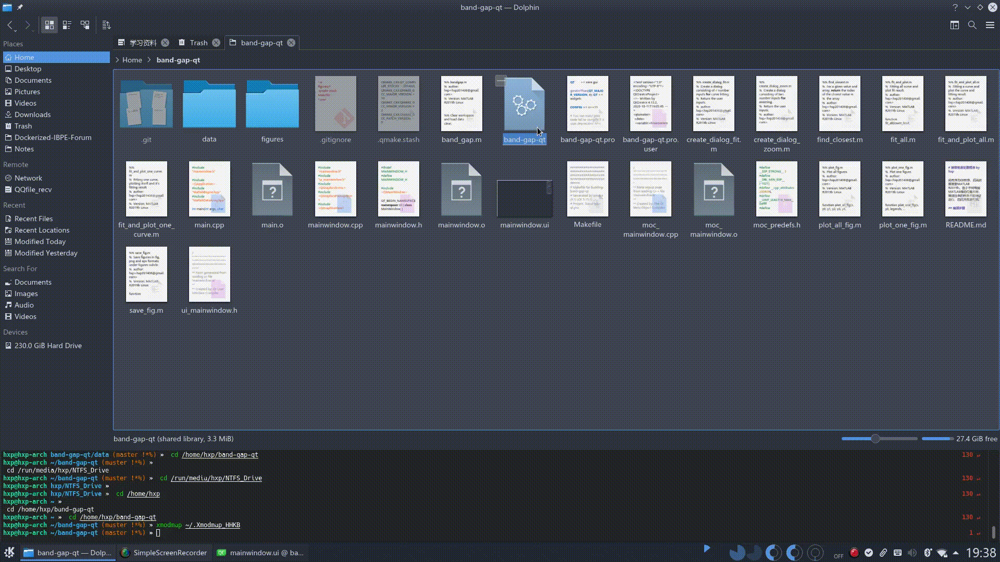 band-gap-qt — Dolphin
学习资料
Trash
band-gap-qt
Home
band-gap-qt
Places
Home
Desktop
Documents
Pictures
Videos
Downloads
Trash
Dockerized-IBPE-Forum
Notes
Remote
Network
QQfile_recv
Recent
Recent Files
Recent Locations
Modified Today
Modified Yesterday
Search For
Documents
Images
Audio
Videos
Devices
230.0 GiB Hard Drive
.git
data
figures
.gitignore
.qmake.stash
band_gap.m
band-gap-qt
band-gap-qt.pro
band-gap-qt.pro.
user
create_dialog_fit.
m
create_dialog_
zoom.m
find_closest.m
fit_all.m
fit_and_plot_all.m
fit_and_plot_one_
curve.m
main.cpp
main.o
mainwindow.cpp
mainwindow.h
mainwindow.o
mainwindow.ui
Makefile
moc_
mainwindow.cpp
moc_
mainwindow.o
moc_predefs.h
plot_all_fig.m
plot_one_fig.m
README.md
save_fig.m
ui_mainwindow.h
band-gap-qt (shared library, 3.3 MiB)
27.4 GiB free
hxp@hxp-arch band-gap-qt/data (master !*%) » cd /home/hxp/band-gap-qt 130 ↵
hxp@hxp-arch ~/band-gap-qt (master !*%) »
cd /run/media/hxp/NTFS_Drive
hxp@hxp-arch ~/band-gap-qt (master !*%) » cd /run/media/hxp/NTFS_Drive 130 ↵
hxp@hxp-arch hxp/NTFS_Drive »
hxp@hxp-arch hxp/NTFS_Drive » cd /home/hxp 130 ↵
hxp@hxp-arch ~ »
cd /home/hxp/band-gap-qt
hxp@hxp-arch ~ » cd /home/hxp/band-gap-qt 130 ↵
hxp@hxp-arch ~/band-gap-qt (master !*%) » xmodmap ~/.Xmodmap_HHKB
hxp@hxp-arch ~/band-gap-qt (master !*%) » 1 ↵
band-gap-qt — Dolp...
SimpleScreenRecorder
mainwindow.ui @ ba...
OFF
19:38